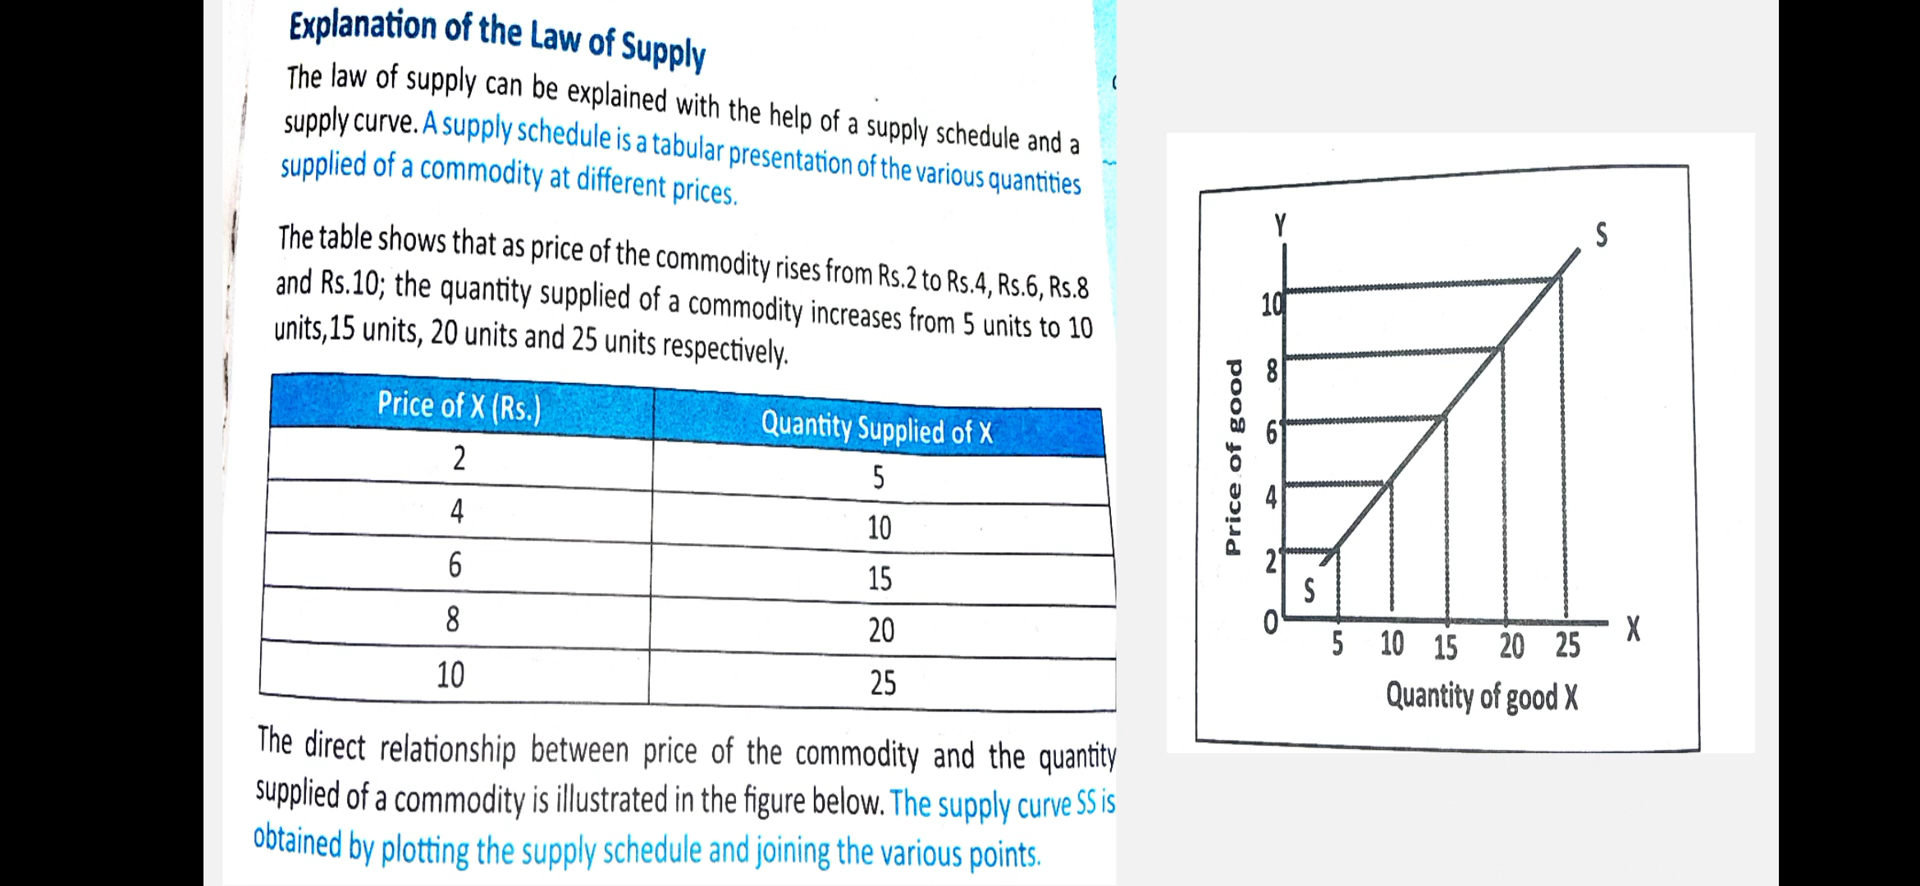 Explanation of the Law of Supply
The law of supply can be explained with the help of a supply schedule and a
supply curve. A supply schedule is a tabular presentation of the various quantities
supplied of a commodity at different prices.
The table shows that as price of the commodity rises from Rs.2 to Rs.4, Rs.6, Rs.8
and Rs.10; the quantity supplied of a commodity increases from 5 units to 10
units,15 units, 20 units and 25 units respectively.
Price of X (Rs.) Quantity Supplied of X
2 5
4 10
6 15
8 20
10 25
The direct relationship between price of the commodity and the quantity
supplied of a commodity is illustrated in the figure below. The supply curve SS is
obtained by plotting the supply schedule and joining the various points.
Y
S
10
8
6
4
2
S
0
X
5 10 15 20 25
Price of good
Quantity of good X